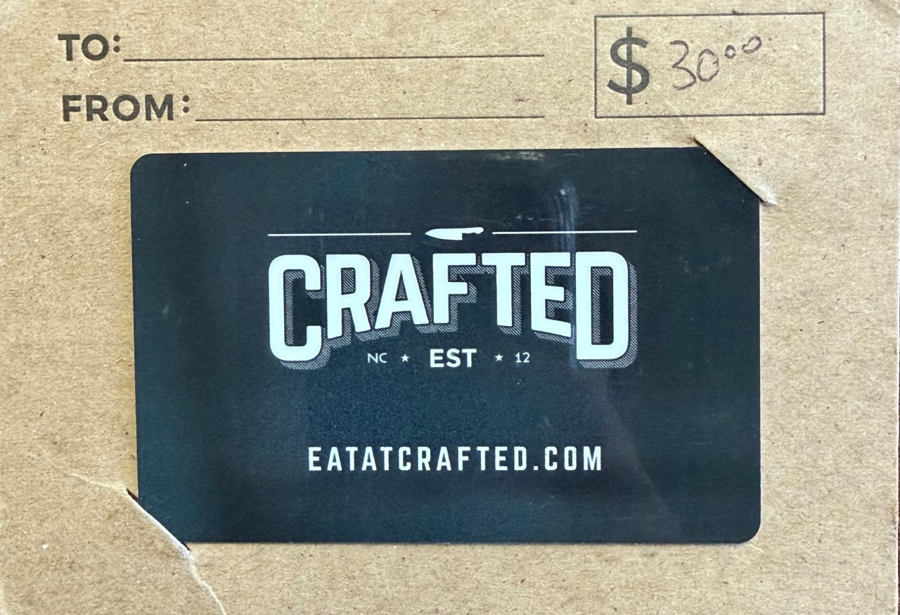 TO:
$ 30⁰⁰
FROM:
CRAFTED
NC ★ EST ★ 12
EATATCRAFTED.COM